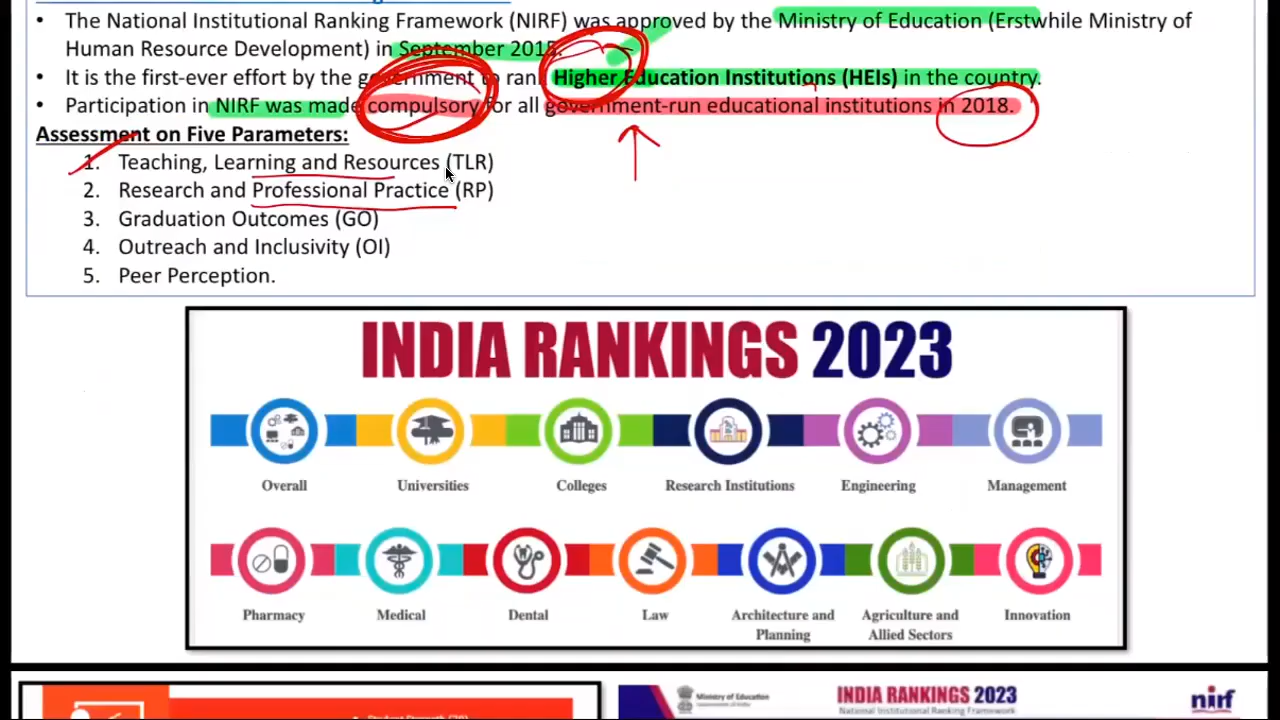 • The National Institutional Ranking Framework (NIRF) was approved by the Ministry of Education (Erstwhile Ministry of
Human Resource Development) in September 2015.
• It is the first-ever effort by the government to rank Higher Education Institutions (HEIs) in the country.
• Participation in NIRF was made compulsory for all government-run educational institutions in 2018.
Assessment on Five Parameters:
1. Teaching, Learning and Resources (TLR)
2. Research and Professional Practice (RP)
3. Graduation Outcomes (GO)
4. Outreach and Inclusivity (OI)
5. Peer Perception.
INDIA RANKINGS 2023
Overall Universities Colleges Research Institutions Engineering Management
Pharmacy Medical Dental Law Architecture and Planning Agriculture and Allied Sectors Innovation
Ministry of Education
INDIA RANKINGS 2023
National Institutional Ranking Framework
nirf